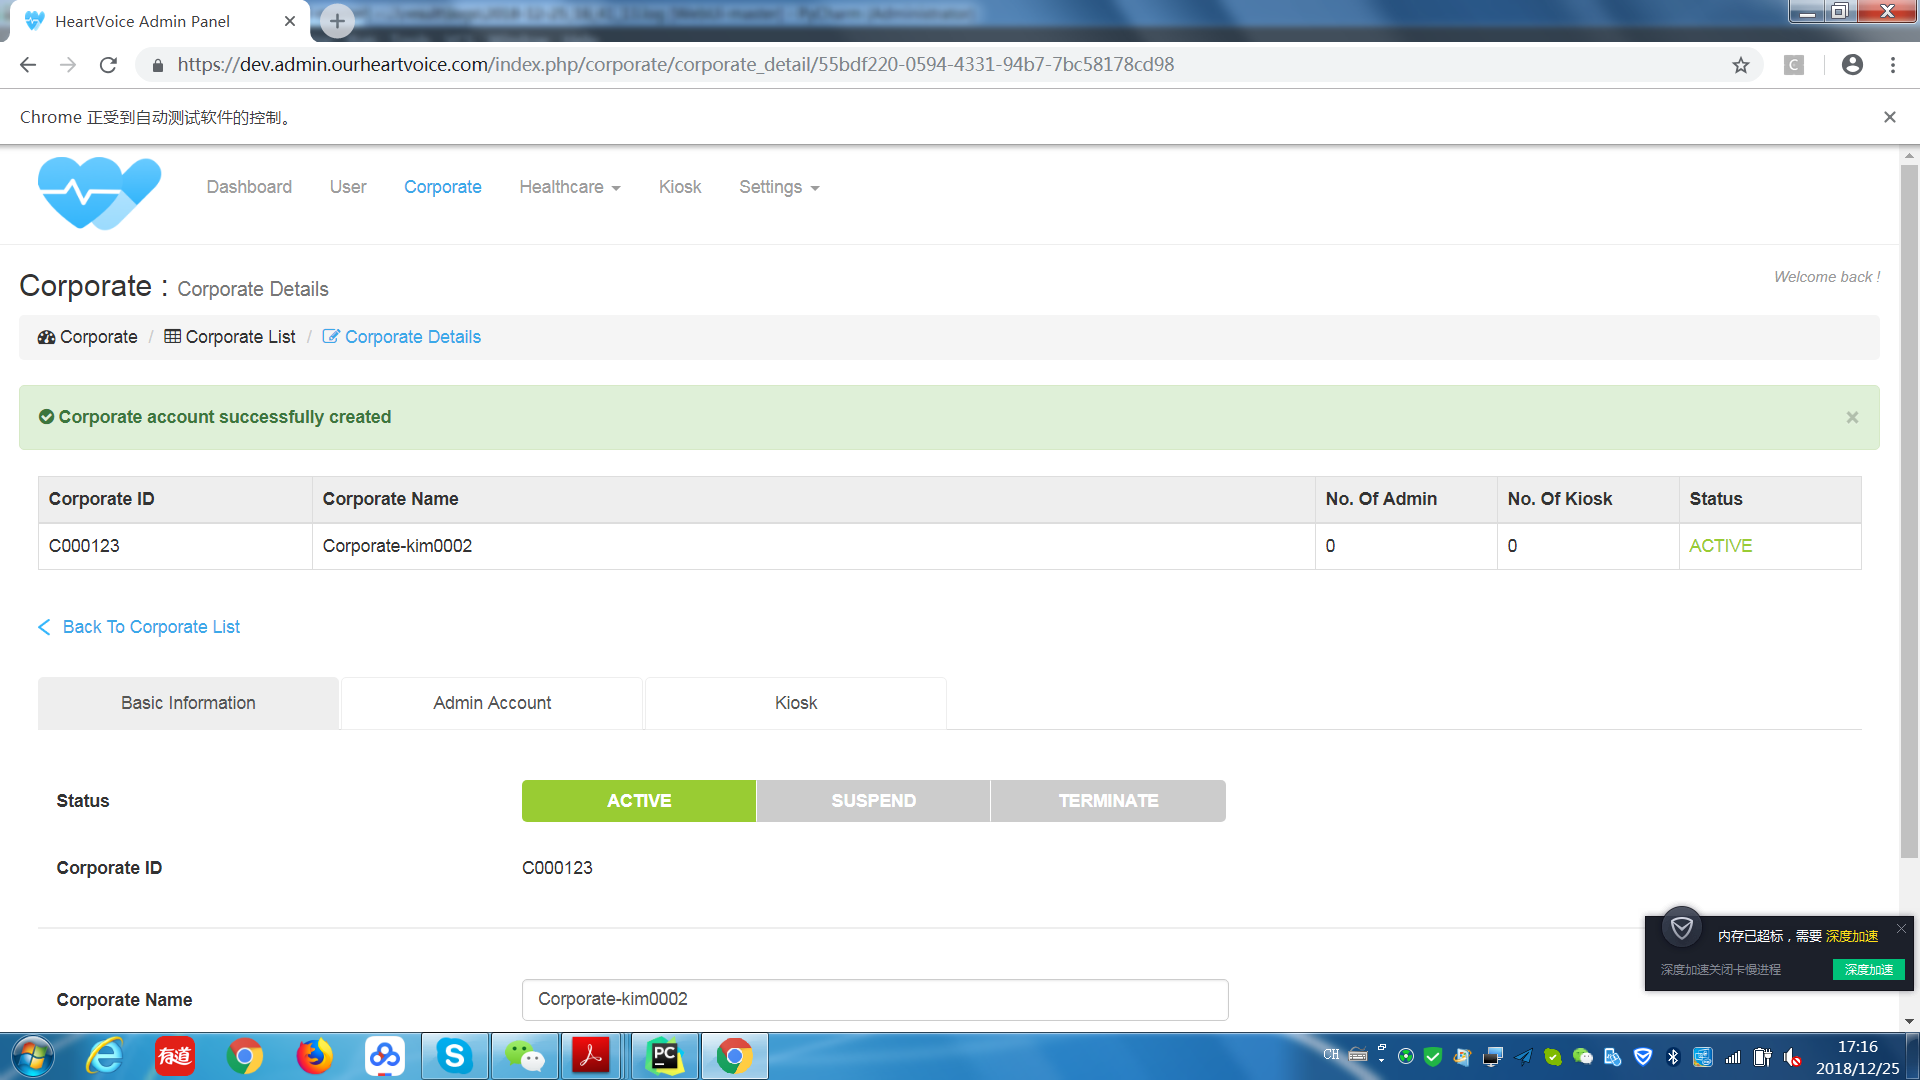 HeartVoice Admin Panel
https://dev.admin.ourheartvoice.com/index.php/corporate/corporate_detail/55bdf220-0594-4331-94b7-7bc58178cd98
C
Chrome 正受到自动测试软件的控制。
Dashboard User Corporate Healthcare Kiosk Settings
Corporate : Corporate Details
Welcome back !
Corporate / Corporate List / Corporate Details
Corporate account successfully created
Corporate ID Corporate Name No. Of Admin No. Of Kiosk Status
C000123 Corporate-kim0002 0 0 ACTIVE
Back To Corporate List
Basic Information Admin Account Kiosk
Status ACTIVE SUSPEND TERMINATE
Corporate ID C000123
内存已超标，需要 深度加速
深度加速关闭卡慢进程 深度加速
Corporate Name Corporate-kim0002
有道
PC
CH
17:16
2018/12/25